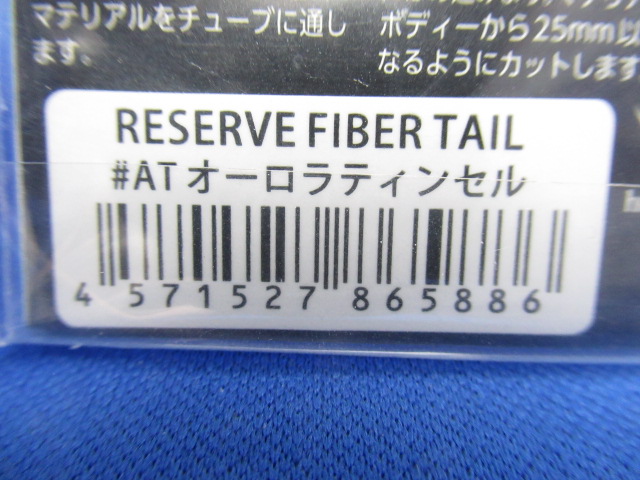 マテリアルをチューブに通し
ます。
ボディーから25mm以
なるようにカットします
RESERVE FIBER TAIL
#AT オーロラティンセル
4 571527 865886